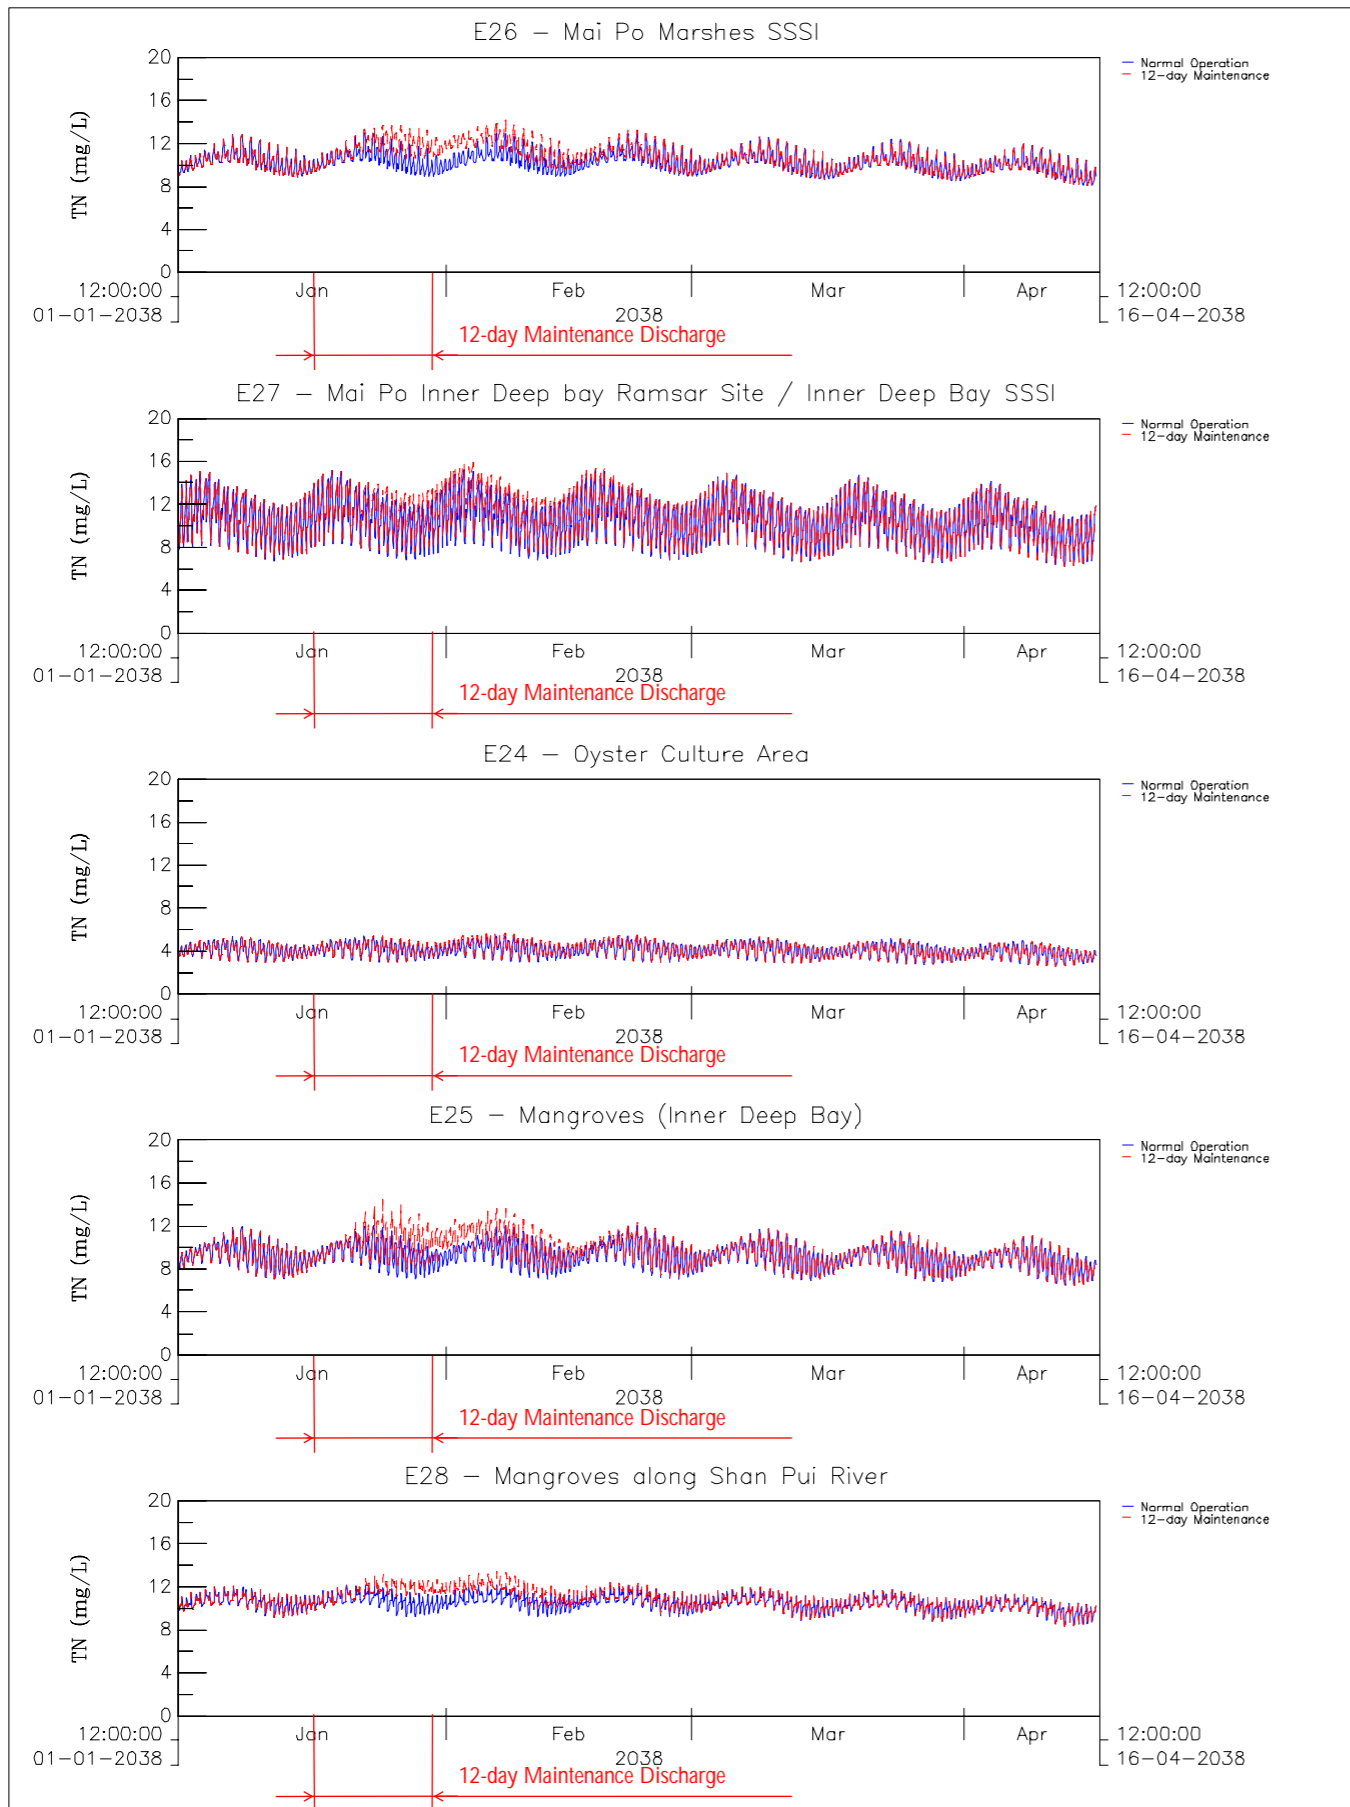 E26 – Mai Po Marshes SSSI
Normal Operation
12-day Maintenance
TN (mg/L)
20
16
12
8
4
0
12:00:00
01-01-2038
Jan
Feb
Mar
Apr
2038
12:00:00
16-04-2038
12-day Maintenance Discharge
E27 – Mai Po Inner Deep bay Ramsar Site / Inner Deep Bay SSSI
Normal Operation
12-day Maintenance
TN (mg/L)
20
16
12
8
4
0
12:00:00
01-01-2038
Jan
Feb
Mar
Apr
2038
12:00:00
16-04-2038
12-day Maintenance Discharge
E24 – Oyster Culture Area
Normal Operation
12-day Maintenance
TN (mg/L)
20
16
12
8
4
0
12:00:00
01-01-2038
Jan
Feb
Mar
Apr
2038
12:00:00
16-04-2038
12-day Maintenance Discharge
E25 – Mangroves (Inner Deep Bay)
Normal Operation
12-day Maintenance
TN (mg/L)
20
16
12
8
4
0
12:00:00
01-01-2038
Jan
Feb
Mar
Apr
2038
12:00:00
16-04-2038
12-day Maintenance Discharge
E28 – Mangroves along Shan Pui River
Normal Operation
12-day Maintenance
TN (mg/L)
20
16
12
8
4
0
12:00:00
01-01-2038
Jan
Feb
Mar
Apr
2038
12:00:00
16-04-2038
12-day Maintenance Discharge